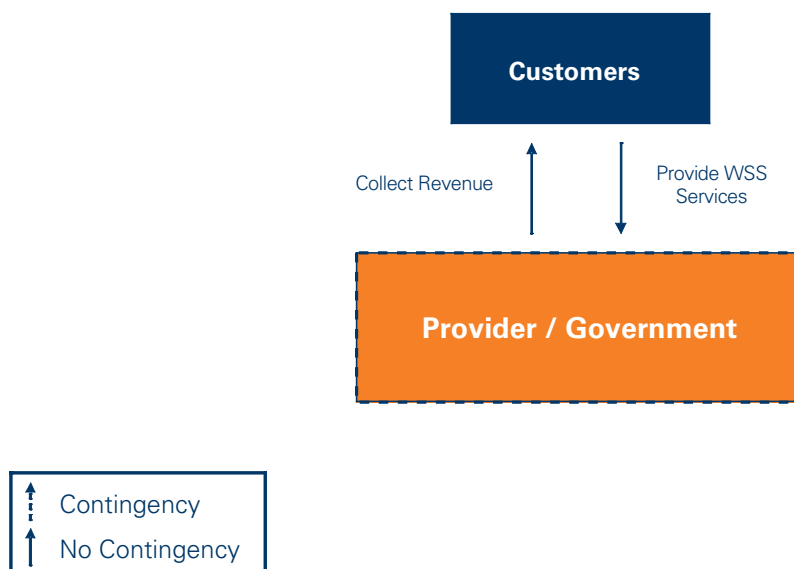 Customers
Collect Revenue
Provide WSS
Services
Provider / Government
Contingency
No Contingency